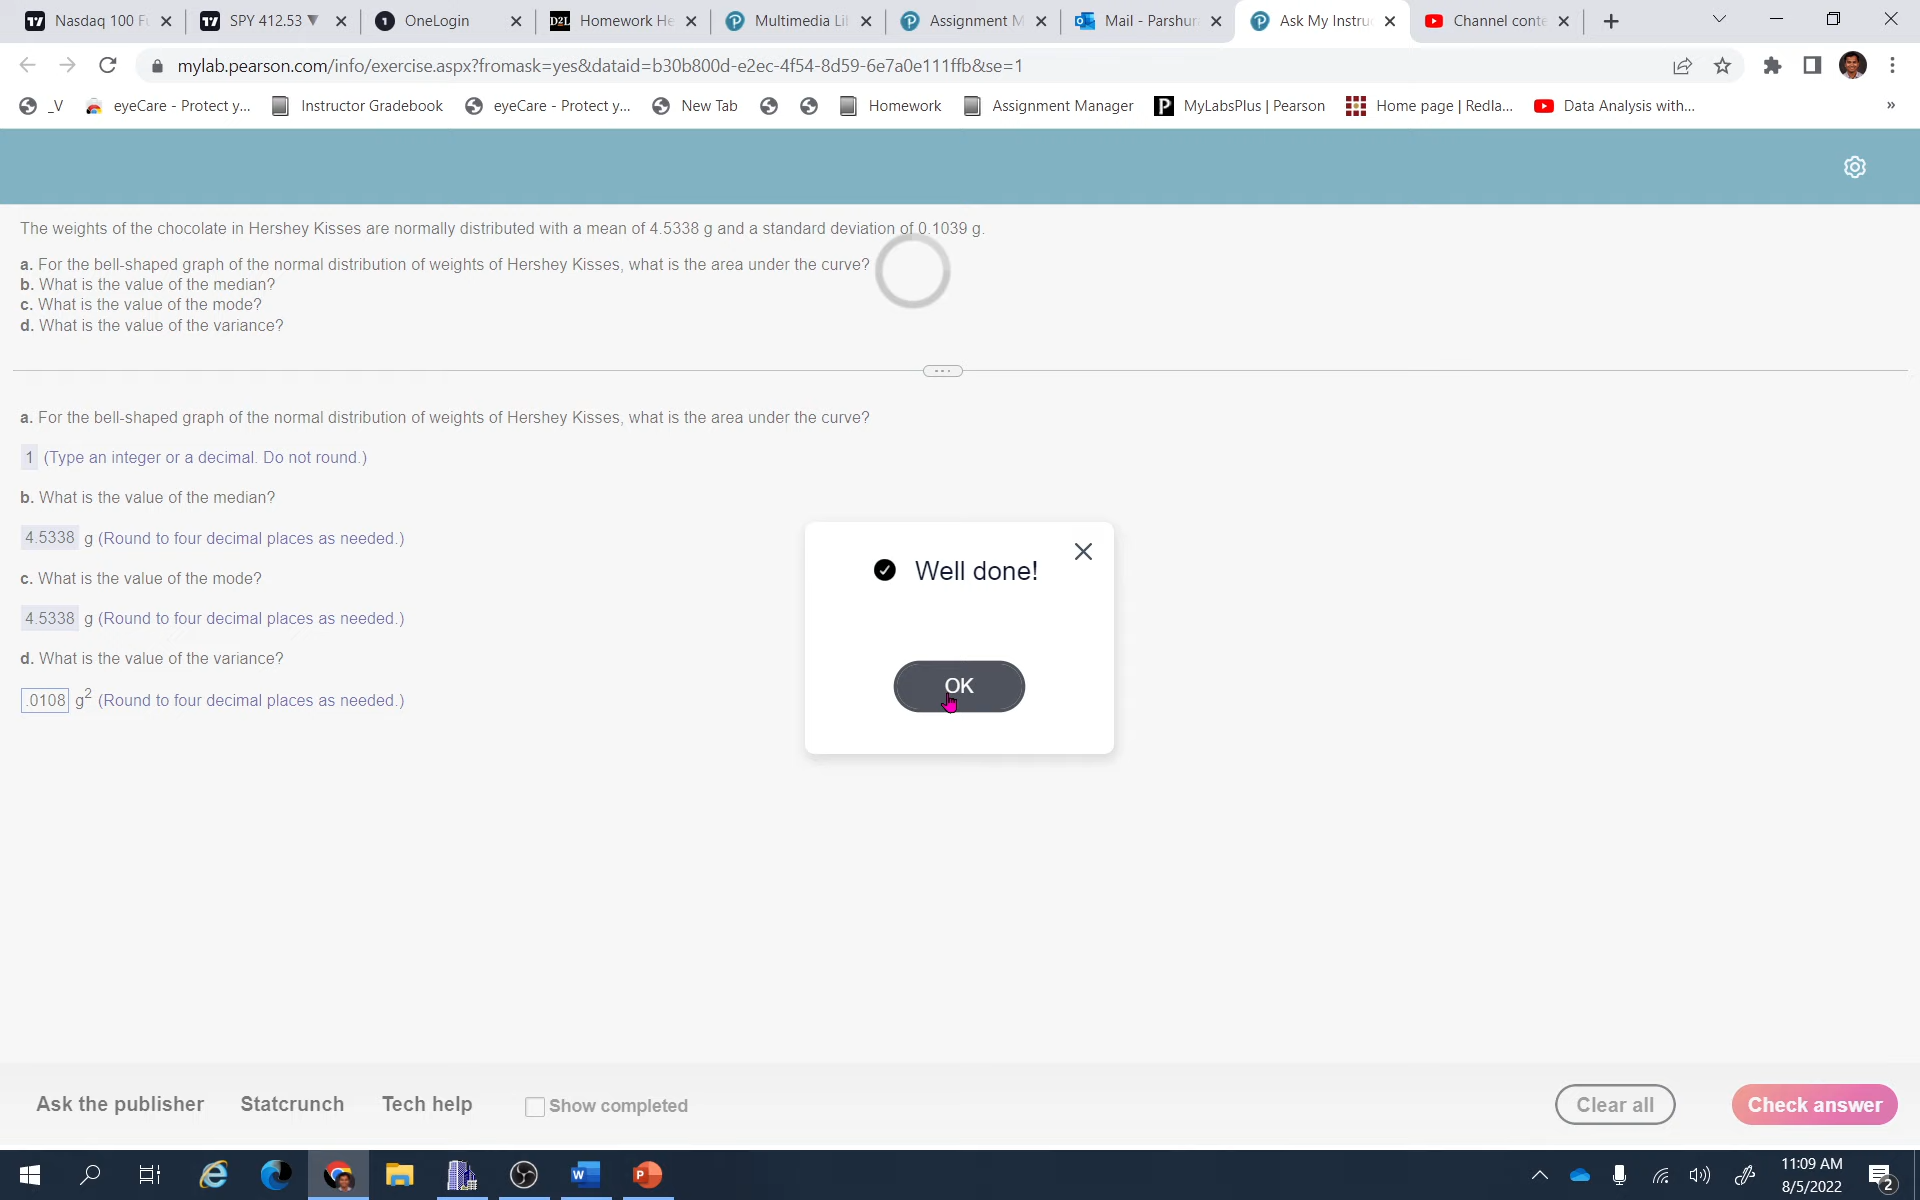 Nasdaq 100 Fu
SPY 412.53 ▼
OneLogin
D2L Homework He
Multimedia Lil
Assignment M
Mail - Parshur
Ask My Instru
Channel conte
mylab.pearson.com/info/exercise.aspx?fromask=yes&dataid=b30b800d-e2ec-4f54-8d59-6e7a0e111ffb&se=1
_V
eyeCare - Protect y...
Instructor Gradebook
eyeCare - Protect y...
New Tab
Homework
Assignment Manager
MyLabsPlus | Pearson
Home page | Redla...
Data Analysis with...
»
The weights of the chocolate in Hershey Kisses are normally distributed with a mean of 4.5338 g and a standard deviation of 0.1039 g.
a. For the bell-shaped graph of the normal distribution of weights of Hershey Kisses, what is the area under the curve?
b. What is the value of the median?
c. What is the value of the mode?
d. What is the value of the variance?
a. For the bell-shaped graph of the normal distribution of weights of Hershey Kisses, what is the area under the curve?
1 (Type an integer or a decimal. Do not round.)
b. What is the value of the median?
4.5338 g (Round to four decimal places as needed.)
c. What is the value of the mode?
4.5338 g (Round to four decimal places as needed.)
d. What is the value of the variance?
.0108 g² (Round to four decimal places as needed.)
Well done!
OK
Ask the publisher
Statcrunch
Tech help
Show completed
Clear all
Check answer
11:09 AM
8/5/2022
2